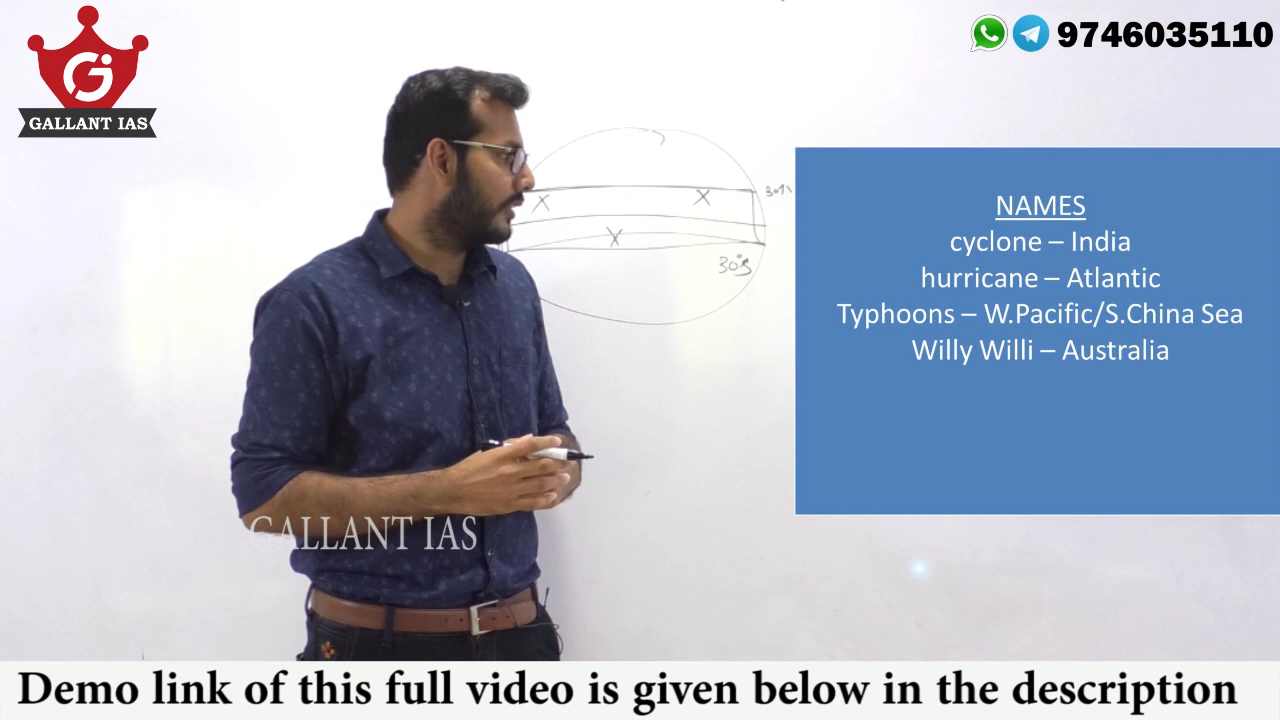 GALLANT IAS
9746035110
30°S
NAMES
cyclone – India
hurricane – Atlantic
Typhoons – W.Pacific/S.China Sea
Willy Willi – Australia
GALLANT IAS
Demo link of this full video is given below in the description